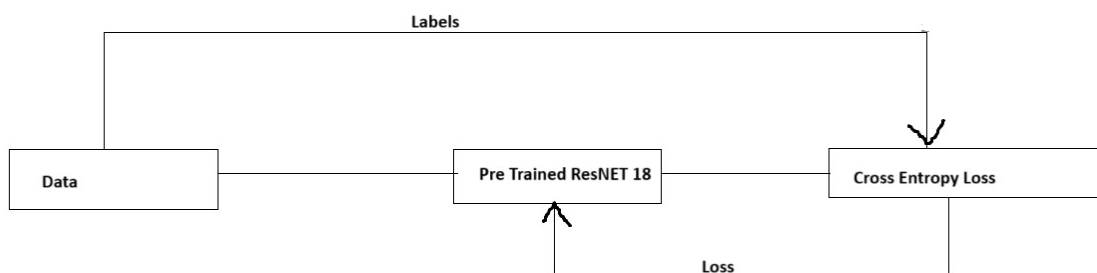 Labels
Data
Pre Trained ResNET 18
Cross Entropy Loss
Loss